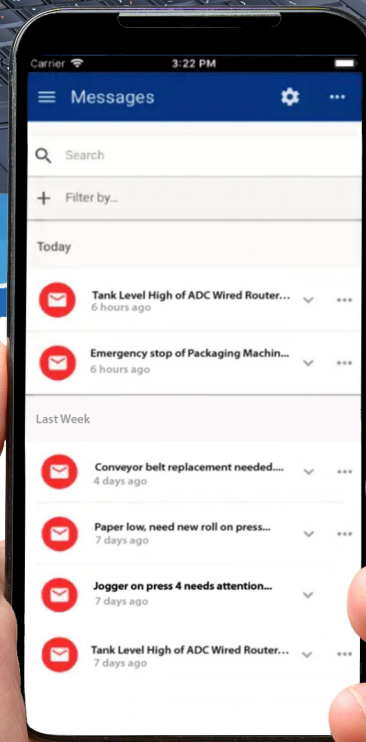 Carrier 3:22 PM
Messages
Search
Filter by...
Today
Tank Level High of ADC Wired Router...
6 hours ago
Emergency stop of Packaging Machin...
6 hours ago
Last Week
Conveyor belt replacement needed....
4 days ago
Paper low, need new roll on press...
7 days ago
Jogger on press 4 needs attention...
7 days ago
Tank Level High of ADC Wired Router...
7 days ago